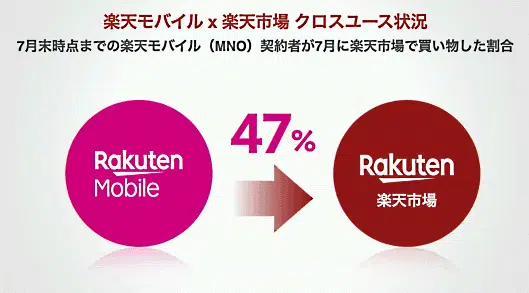 楽天モバイル x 楽天市場 クロスユース状況
7月末時点までの楽天モバイル（MNO）契約者が7月に楽天市場で買い物した割合
47%
Rakuten
Mobile
Rakuten
楽天市場